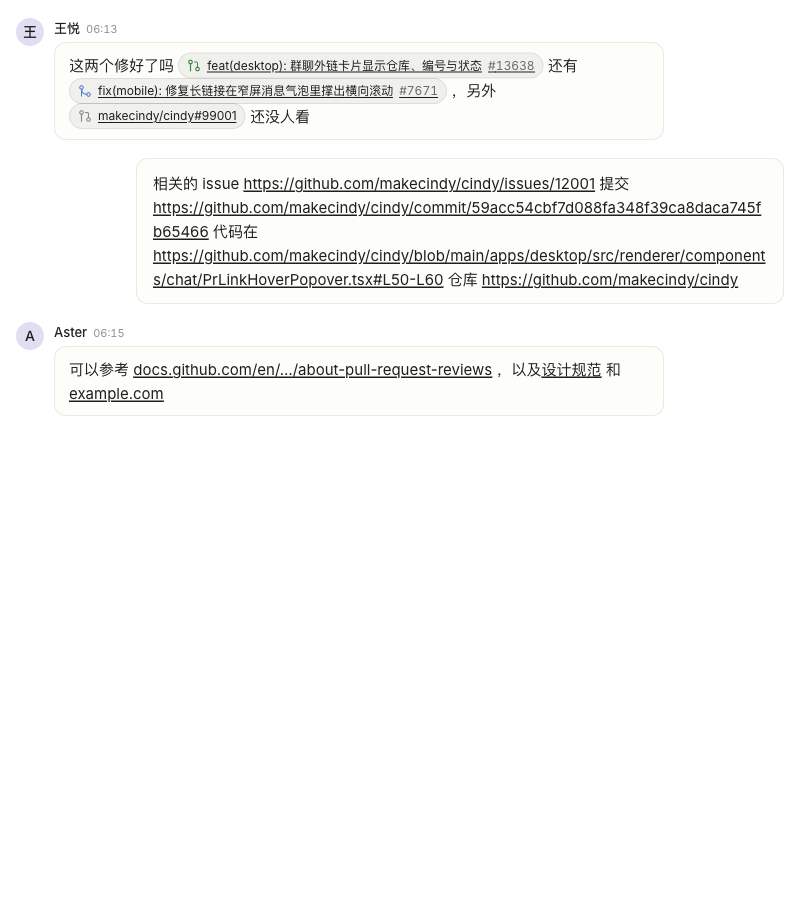 王 王悦 06:13
这两个修好了吗 feat(desktop): 群聊外链卡片显示仓库、编号与状态 #13638 还有
fix(mobile): 修复长链接在窄屏消息气泡里撑出横向滚动 #7671 ，另外
makecindy/cindy#99001 还没人看
相关的 issue https://github.com/makecindy/cindy/issues/12001 提交
https://github.com/makecindy/cindy/commit/59acc54cbf7d088fa348f39ca8daca745f
b65466 代码在
https://github.com/makecindy/cindy/blob/main/apps/desktop/src/renderer/component
s/chat/PrLinkHoverPopover.tsx#L50-L60 仓库 https://github.com/makecindy/cindy
A Aster 06:15
可以参考 docs.github.com/en/…/about-pull-request-reviews ，以及设计规范 和
example.com